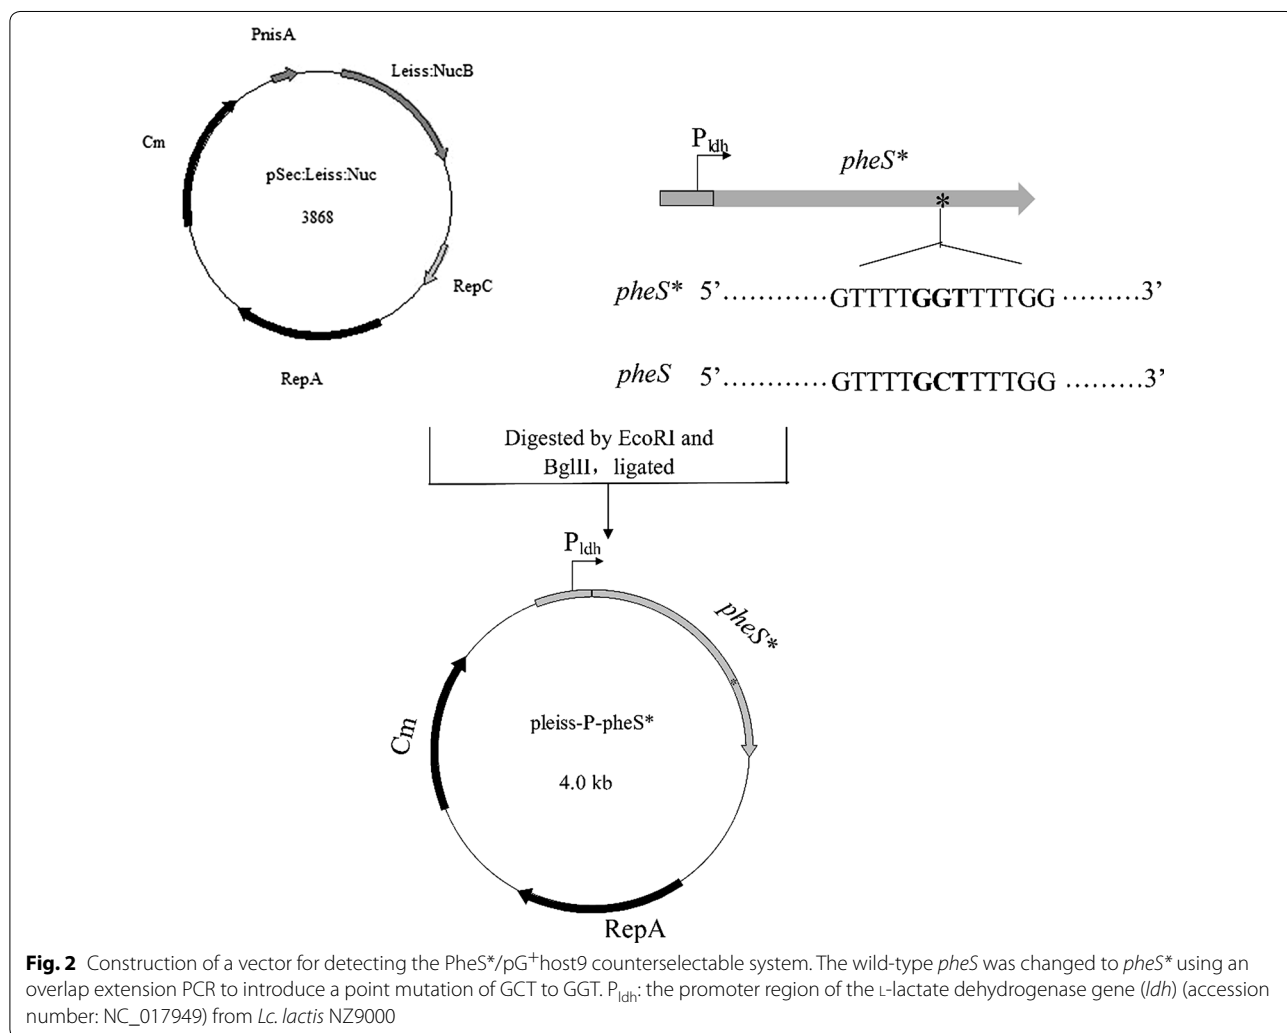 PnisA
Leiss:NucB
Cm
pSec:Leiss:Nuc
3868
RepC
RepA
Pldh
pheS*
*
pheS* 5’............GTTTTGGTTTTGG.........3’
pheS 5’............GTTTTGCTTTTGG.........3’
Digested by EcoRI and
BglII, ligated
Pldh
pheS*
*
Cm
pleiss-P-pheS*
4.0 kb
RepA
Fig. 2 Construction of a vector for detecting the PheS*/pG+host9 counterselectable system. The wild-type pheS was changed to pheS* using an
overlap extension PCR to introduce a point mutation of GCT to GGT. Pldh: the promoter region of the L-lactate dehydrogenase gene (ldh) (accession
number: NC_017949) from Lc. lactis NZ9000